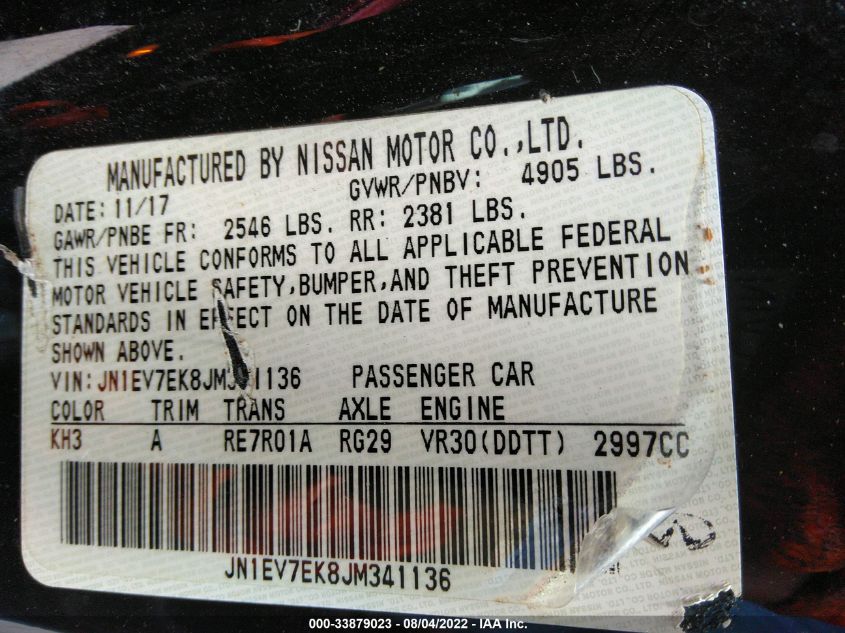 MANUFACTURED BY NISSAN MOTOR CO.,LTD.
DATE: 11/17 GVWR/PNBV: 4905 LBS.
GAWR/PNBE FR: 2546 LBS. RR: 2381 LBS.
THIS VEHICLE CONFORMS TO ALL APPLICABLE FEDERAL
MOTOR VEHICLE SAFETY,BUMPER,AND THEFT PREVENTION
STANDARDS IN EFFECT ON THE DATE OF MANUFACTURE
SHOWN ABOVE.
VIN: JN1EV7EK8JM341136 PASSENGER CAR
COLOR TRIM TRANS AXLE ENGINE
KH3 A RE7R01A RG29 VR30(DDTT) 2997CC
JN1EV7EK8JM341136
000-33879023 - 08/04/2022 - IAA Inc.